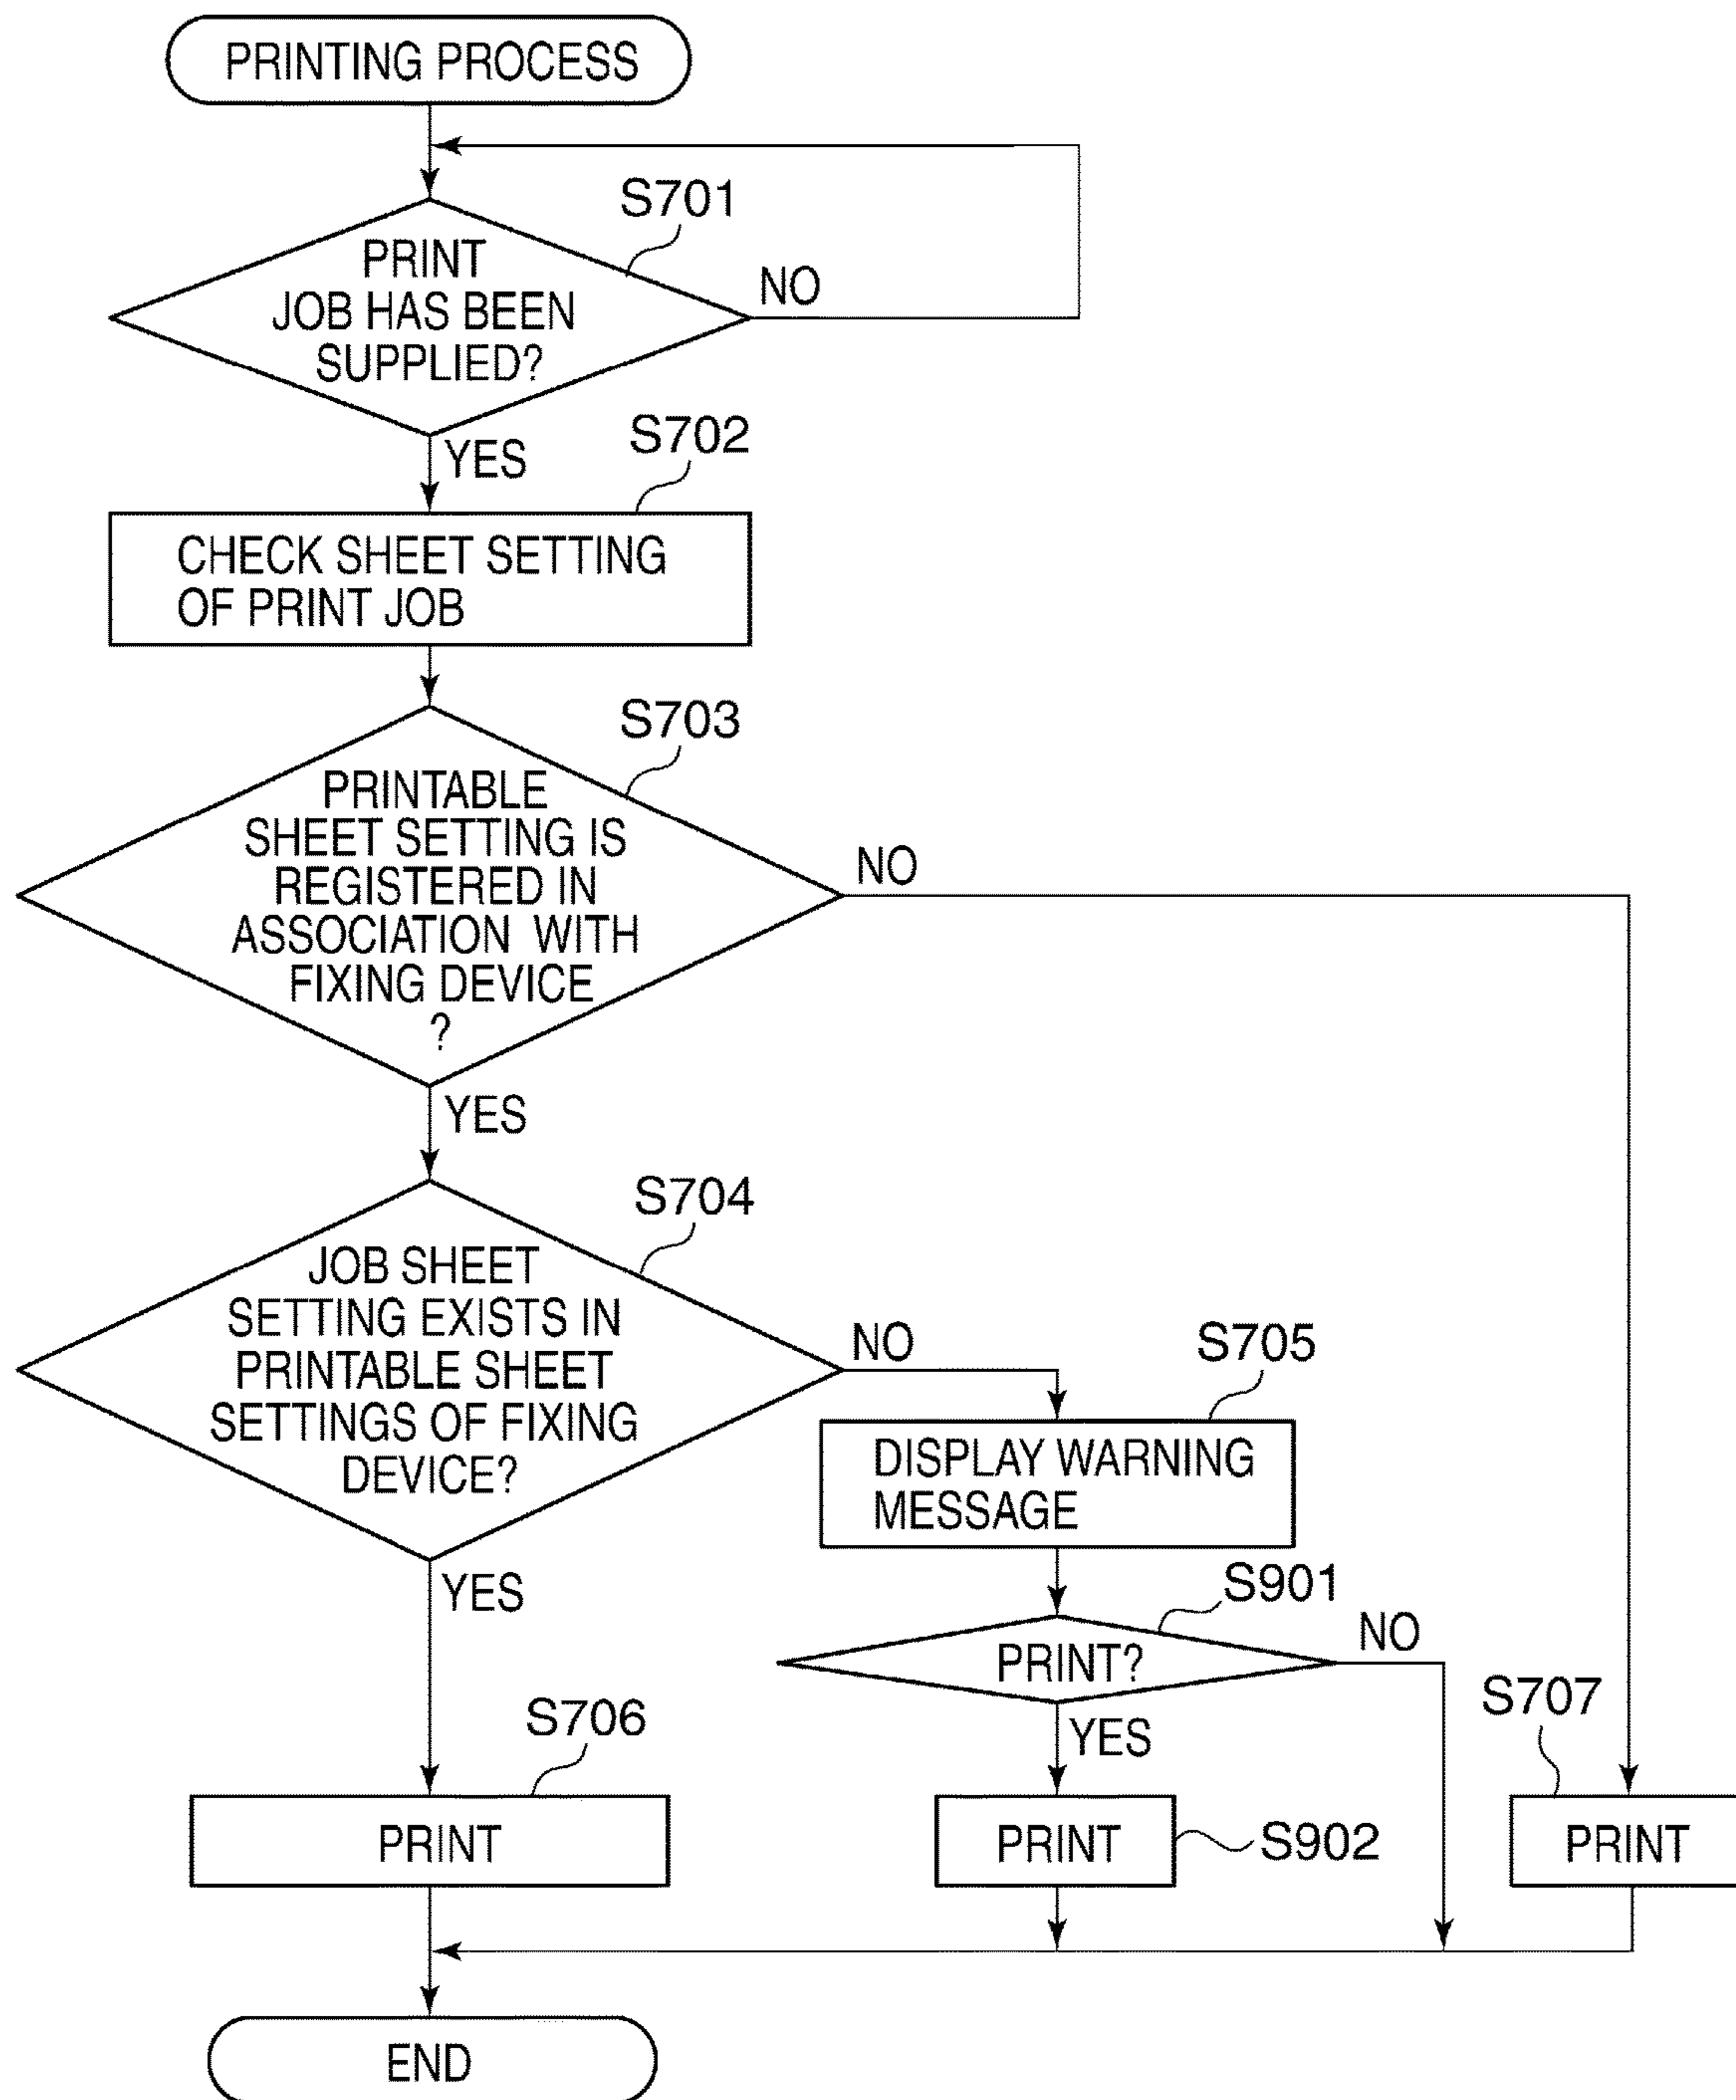 PRINTING PROCESS
S701
PRINT
JOB HAS BEEN
SUPPLIED?
NO
YES
S702
CHECK SHEET SETTING
OF PRINT JOB
S703
PRINTABLE
SHEET SETTING IS
REGISTERED IN
ASSOCIATION WITH
FIXING DEVICE
?
NO
YES
S704
JOB SHEET
SETTING EXISTS IN
PRINTABLE SHEET
SETTINGS OF FIXING
DEVICE?
NO
YES
S705
DISPLAY WARNING
MESSAGE
S901
PRINT?
NO
YES
S706
PRINT
PRINT
S902
S707
PRINT
END